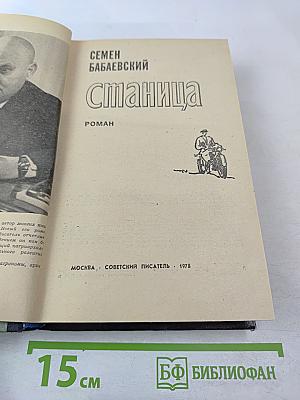 СЕМЕН
БАБАЕВСКИЙ
Станица
РОМАН
МОСКВА · СОВЕТСКИЙ ПИСАТЕЛЬ · 1978
15 см
БФ БИБЛИОФАН